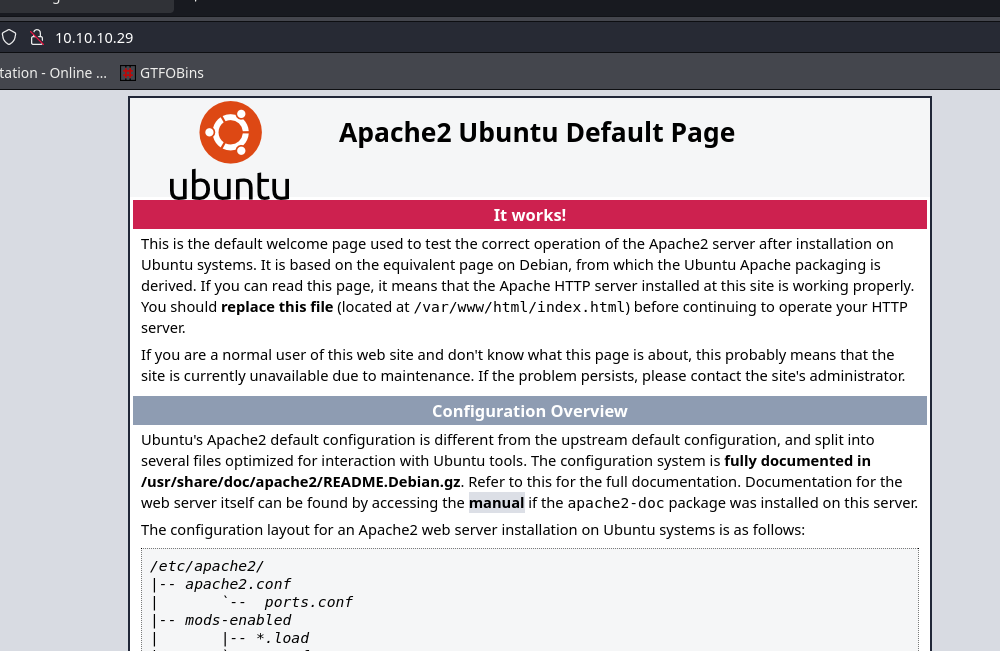 10.10.10.29
tation - Online ...
GTFOBins
ubuntu
Apache2 Ubuntu Default Page
It works!
This is the default welcome page used to test the correct operation of the Apache2 server after installation on
Ubuntu systems. It is based on the equivalent page on Debian, from which the Ubuntu Apache packaging is
derived. If you can read this page, it means that the Apache HTTP server installed at this site is working properly.
You should replace this file (located at /var/www/html/index.html) before continuing to operate your HTTP
server.
If you are a normal user of this web site and don't know what this page is about, this probably means that the
site is currently unavailable due to maintenance. If the problem persists, please contact the site's administrator.
Configuration Overview
Ubuntu's Apache2 default configuration is different from the upstream default configuration, and split into
several files optimized for interaction with Ubuntu tools. The configuration system is fully documented in
/usr/share/doc/apache2/README.Debian.gz. Refer to this for the full documentation. Documentation for the
web server itself can be found by accessing the manual if the apache2-doc package was installed on this server.
The configuration layout for an Apache2 web server installation on Ubuntu systems is as follows:
/etc/apache2/
|-- apache2.conf
|       `--  ports.conf
|-- mods-enabled
|       |-- *.load